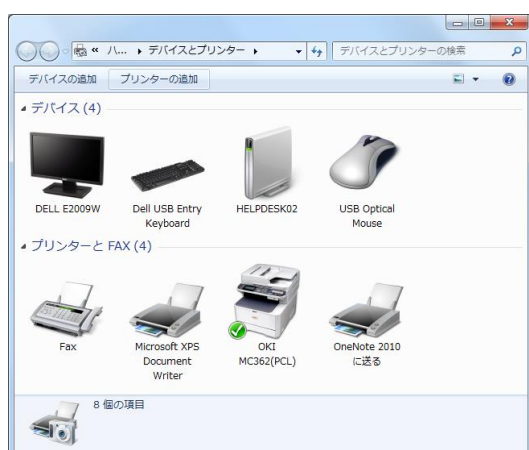 « ハ... ▸ デバイスとプリンター ▸ デバイスとプリンターの検索
デバイスの追加 プリンターの追加
デバイス (4)
DELL E2009W
Dell USB Entry
Keyboard
HELPDESK02
USB Optical
Mouse
プリンターと FAX (4)
Fax
Microsoft XPS
Document
Writer
OKI
MC362(PCL)
OneNote 2010
に送る
8 個の項目